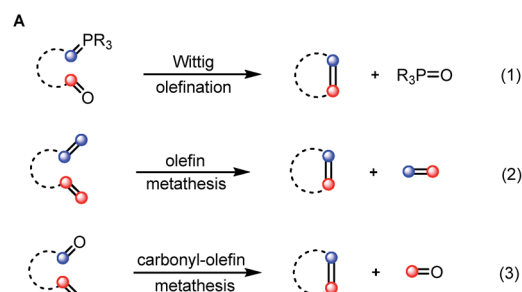 A
PR3
O
Wittig
olefination
+ R3P=O (1)
olefin
metathesis
+ (2)
O
carbonyl-olefin
metathesis
+ =O (3)